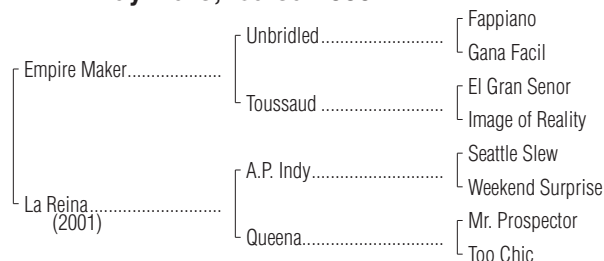 Fappiano
Unbridled
Gana Facil
Empire Maker
El Gran Senor
Toussaud
Image of Reality
Seattle Slew
A.P. Indy
Weekend Surprise
La Reina
(2001)
Mr. Prospector
Queena
Too Chic